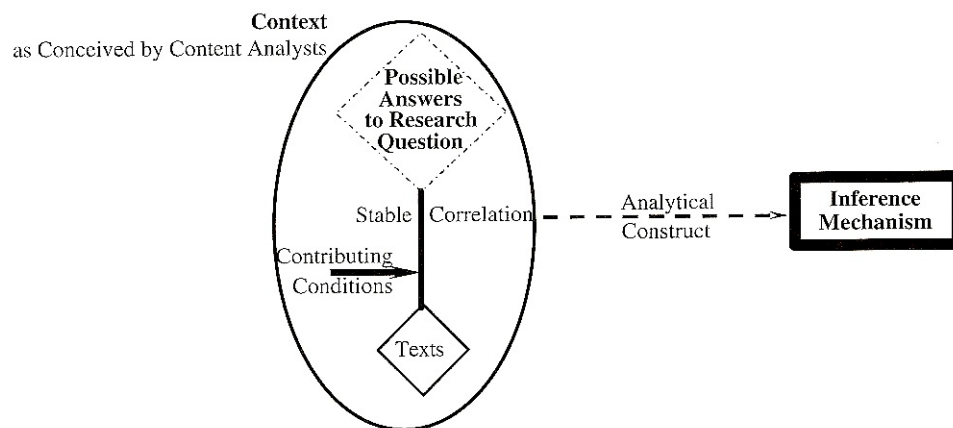 Context
as Conceived by Content Analysts
Possible
Answers
to Research
Question
Stable Correlation
Analytical
Construct
Inference
Mechanism
Contributing
Conditions
Texts